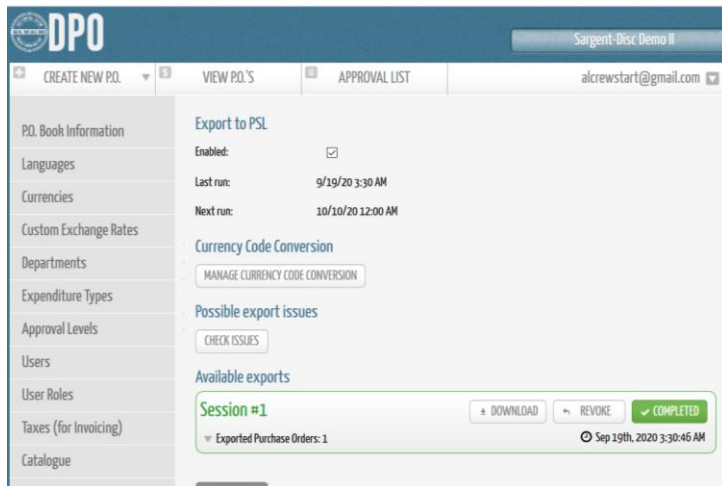 DPO
Sargent-Disc Demo II
CREATE NEW P.O.
VIEW P.O.'S
APPROVAL LIST
alcrewstart@gmail.com
P.O. Book Information
Languages
Currencies
Custom Exchange Rates
Departments
Expenditure Types
Approval Levels
Users
User Roles
Taxes (for Invoicing)
Catalogue
Export to PSL
Enabled:
Last run: 9/19/20 3:30 AM
Next run: 10/10/20 12:00 AM
Currency Code Conversion
MANAGE CURRENCY CODE CONVERSION
Possible export issues
CHECK ISSUES
Available exports
Session #1
DOWNLOAD
REVOKE
COMPLETED
Exported Purchase Orders: 1
Sep 19th, 2020 3:30:46 AM